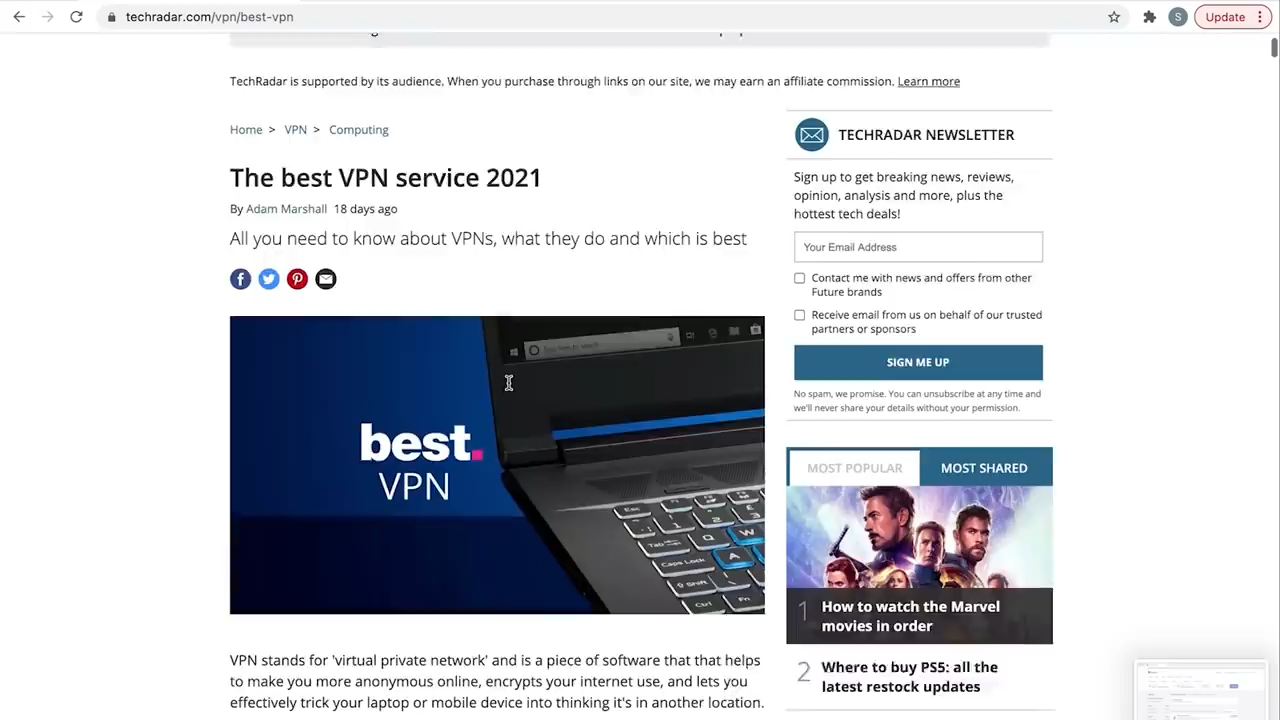 techradar.com/vpn/best-vpn
S
Update
TechRadar is supported by its audience. When you purchase through links on our site, we may earn an affiliate commission. Learn more
Home > VPN > Computing
The best VPN service 2021
By Adam Marshall 18 days ago
All you need to know about VPNs, what they do and which is best
best.
VPN
Esc
Tab
Q
W
Caps Lock
A
Shift
Z
Ctrl
Fn
VPN stands for 'virtual private network' and is a piece of software that that helps
to make you more anonymous online, encrypts your internet use, and lets you
effectively trick your laptop or mobile device into thinking it's in another location.
TECHRADAR NEWSLETTER
Sign up to get breaking news, reviews,
opinion, analysis and more, plus the
hottest tech deals!
Your Email Address
Contact me with news and offers from other
Future brands
Receive email from us on behalf of our trusted
partners or sponsors
SIGN ME UP
No spam, we promise. You can unsubscribe at any time and
we'll never share your details without your permission.
MOST POPULAR
MOST SHARED
1 How to watch the Marvel
movies in order
2 Where to buy PS5: all the
latest restock updates